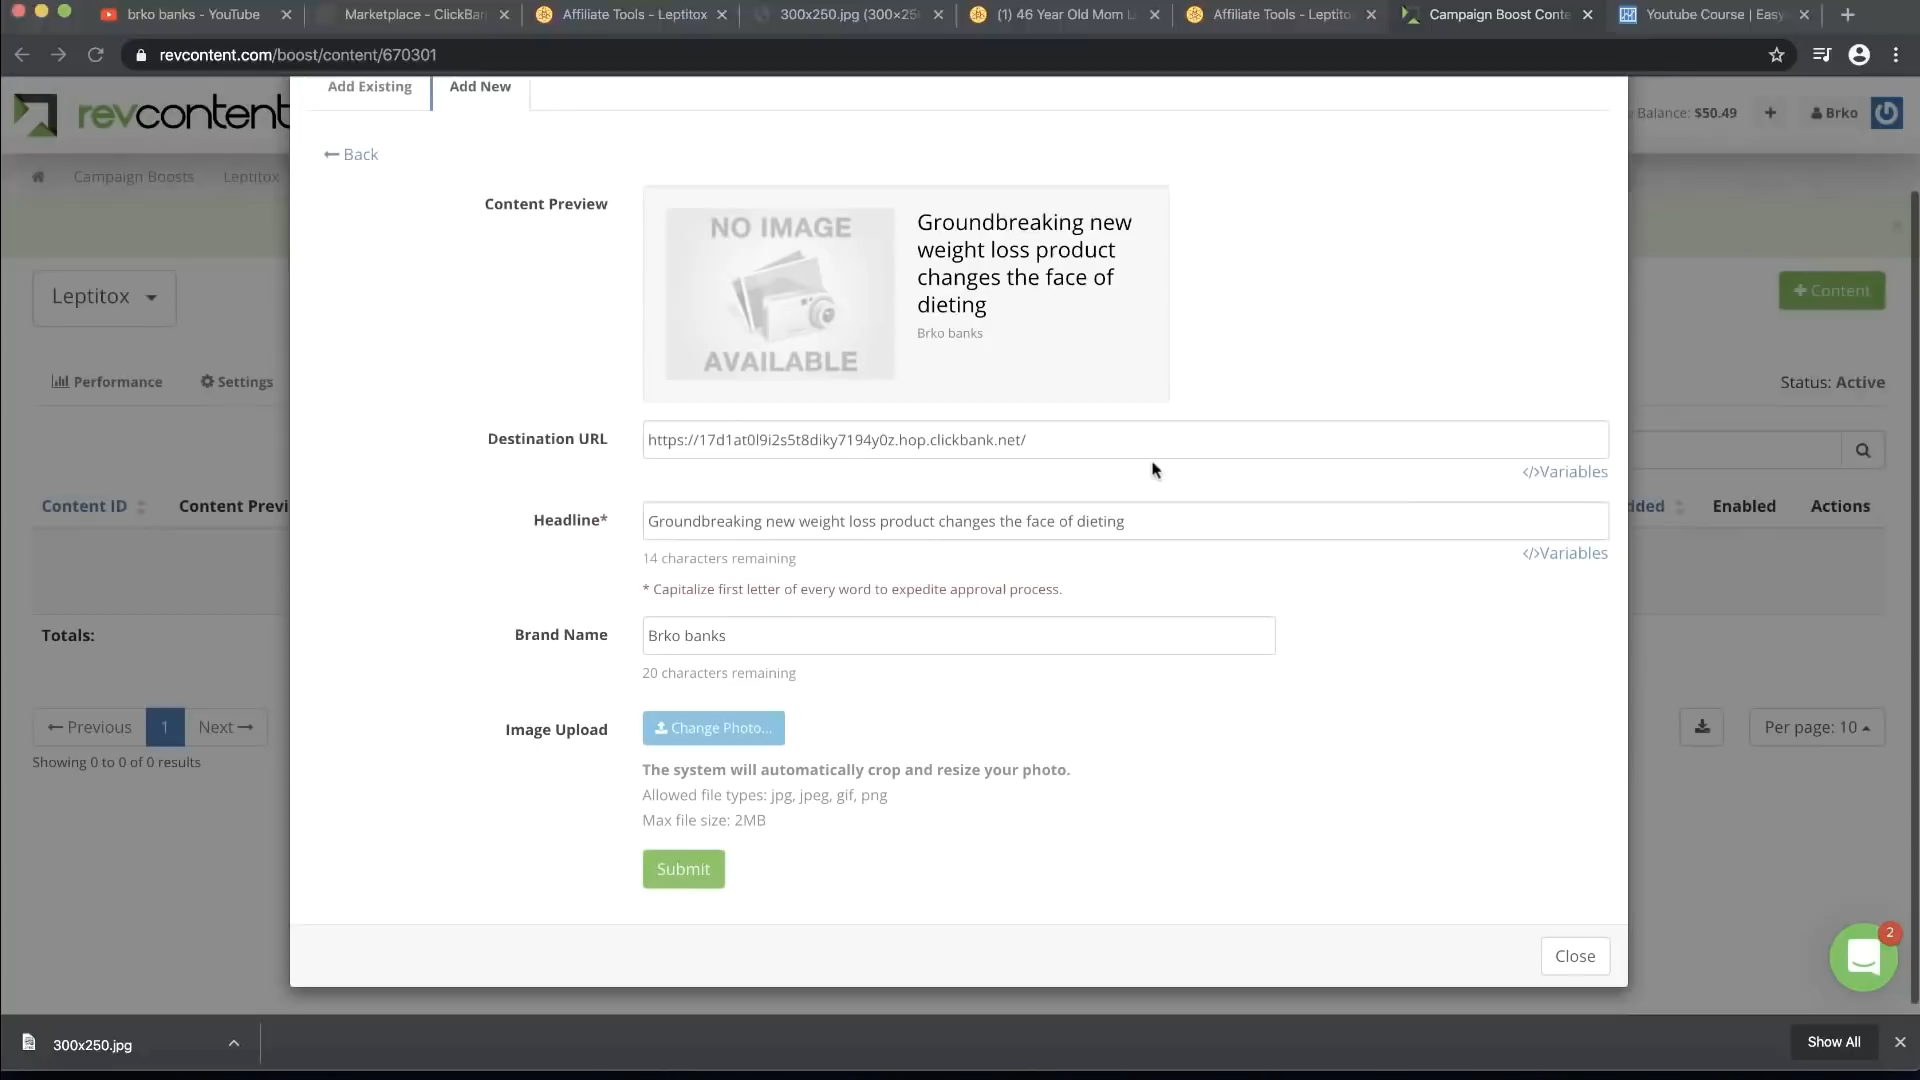 brko banks - YouTube
Marketplace - ClickBa
Affiliate Tools - Leptitox
300x250.jpg (300×25
(1) 46 Year Old Mom L
Affiliate Tools - Leptito
Campaign Boost Conte
Youtube Course | Easy
revcontent.com/boost/content/670301
Add Existing
Add New
revcontent
Balance: $50.49
Brko
Back
Campaign Boosts
Leptitox
Content Preview
NO IMAGE
AVAILABLE
Groundbreaking new
weight loss product
changes the face of
dieting
Brko banks
Leptitox
+ Content
Performance
Settings
Status: Active
Destination URL
https://17d1at0l9i2s5t8diky7194y0z.hop.clickbank.net/
</>Variables
Content ID
Content Previ
dded
Enabled
Actions
Headline*
Groundbreaking new weight loss product changes the face of dieting
14 characters remaining
</>Variables
* Capitalize first letter of every word to expedite approval process.
Totals:
Brand Name
Brko banks
20 characters remaining
Previous
1
Next
Image Upload
Change Photo...
Per page: 10
Showing 0 to 0 of 0 results
The system will automatically crop and resize your photo.
Allowed file types: jpg, jpeg, gif, png
Max file size: 2MB
Submit
2
Close
300x250.jpg
Show All